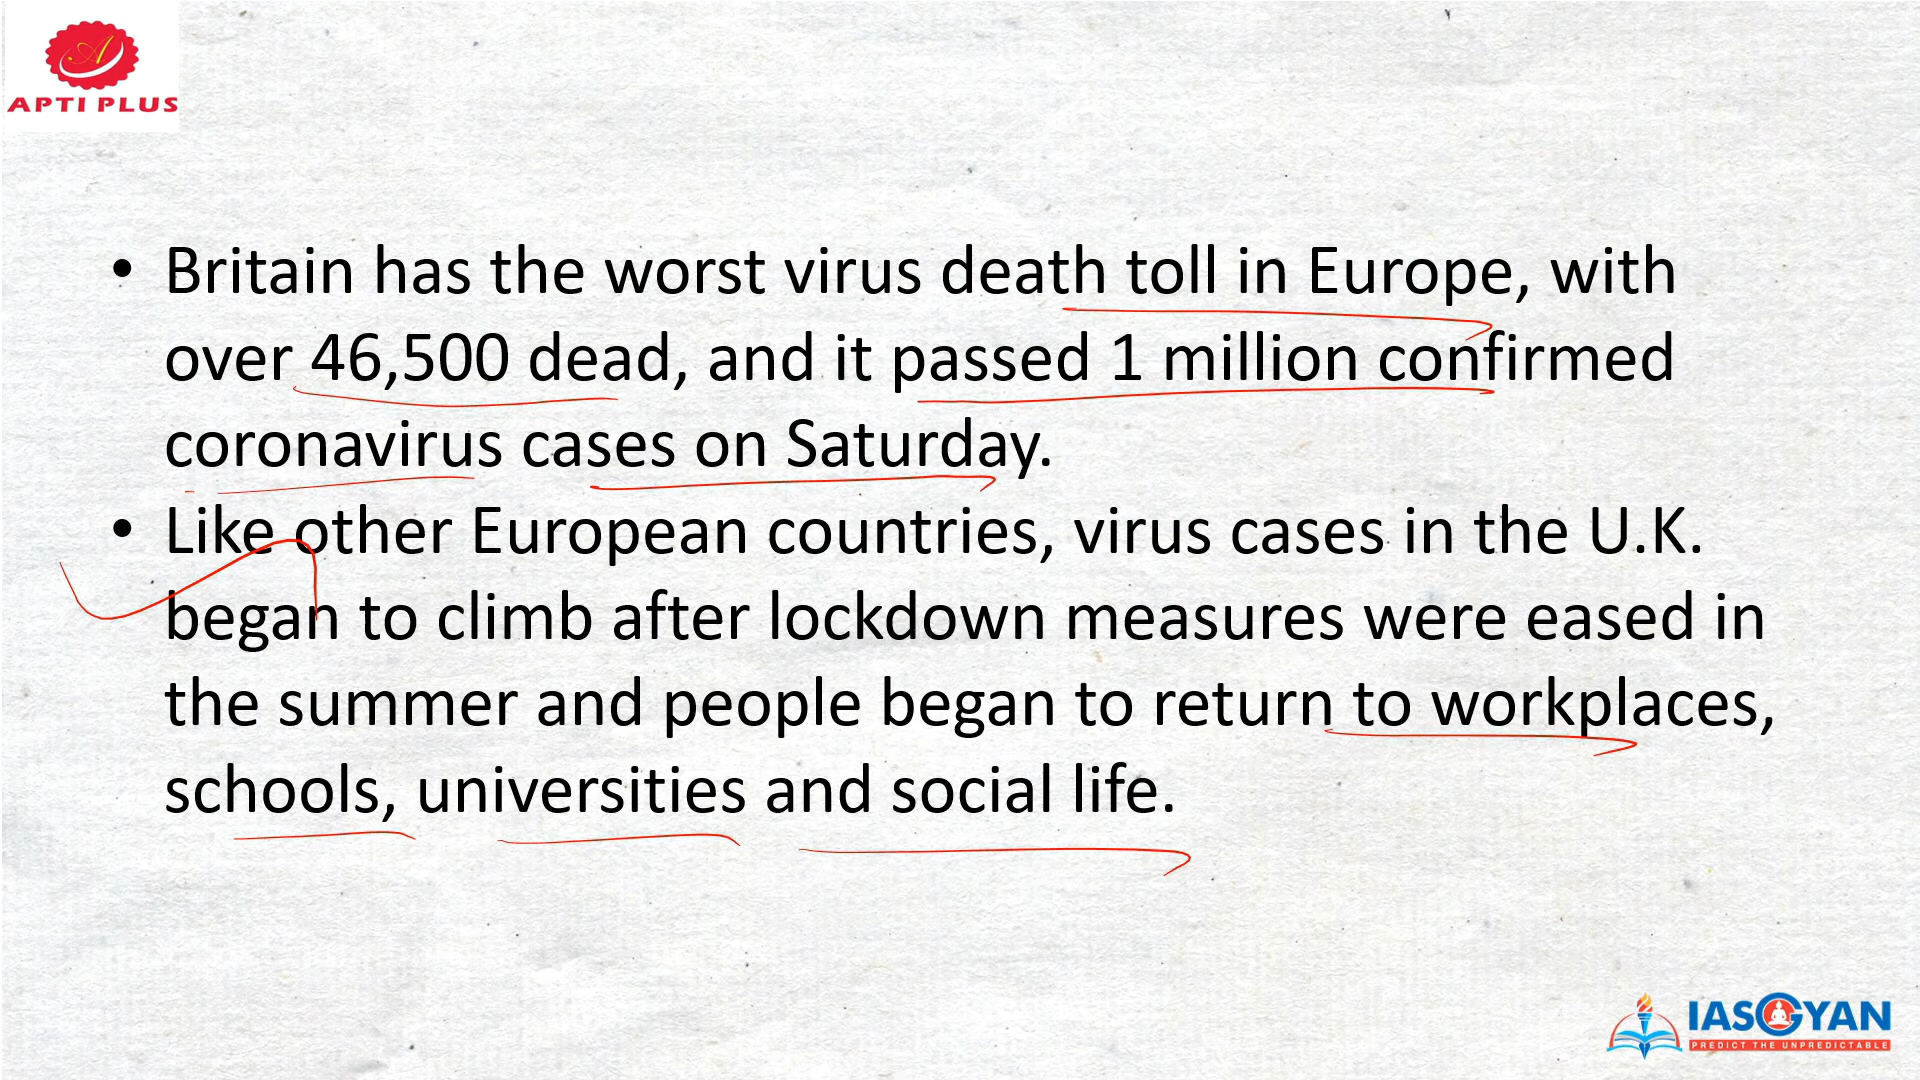 APTI PLUS
• Britain has the worst virus death toll in Europe, with
over 46,500 dead, and it passed 1 million confirmed
coronavirus cases on Saturday.
• Like other European countries, virus cases in the U.K.
began to climb after lockdown measures were eased in
the summer and people began to return to workplaces,
schools, universities and social life.
IASGYAN
PREDICT THE UNPREDICTABLE